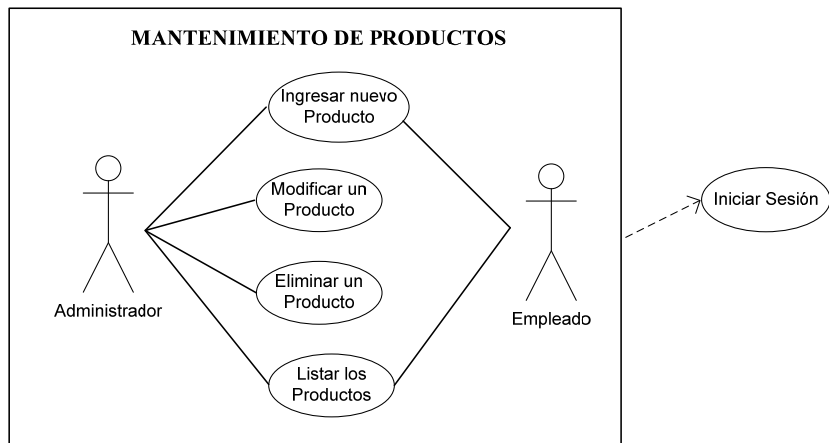 MANTENIMIENTO DE PRODUCTOS
Ingresar nuevo
Producto
Modificar un
Producto
Iniciar Sesión
Eliminar un
Producto
Administrador
Empleado
Listar los
Productos